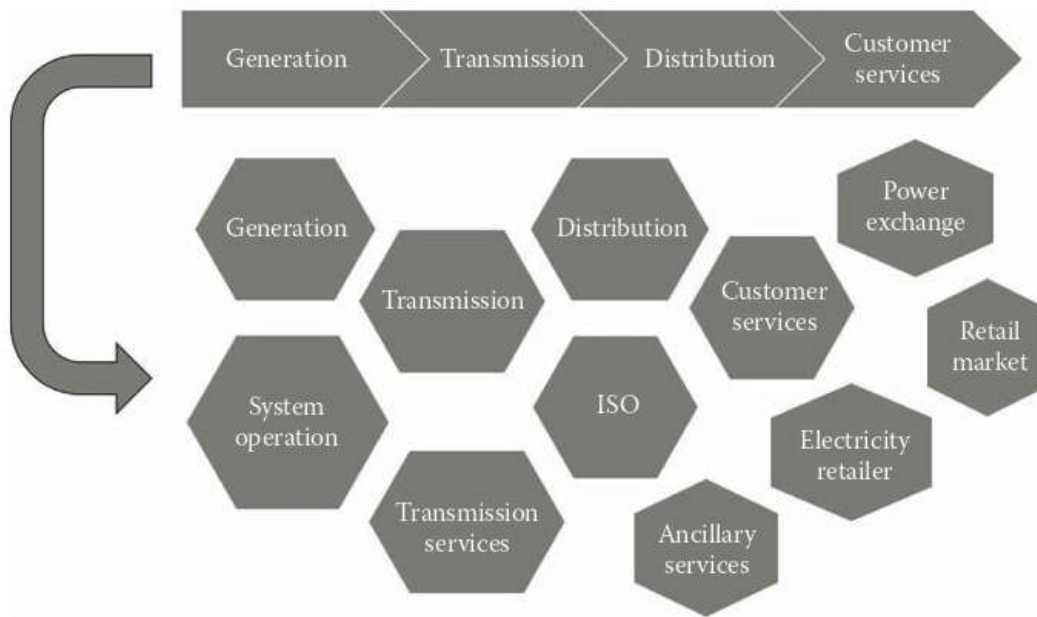 Generation
Transmission
Distribution
Customer
services
Generation
Distribution
Power
exchange
Transmission
Customer
services
Retail
market
System
operation
ISO
Electricity
retailer
Transmission
services
Ancillary
services